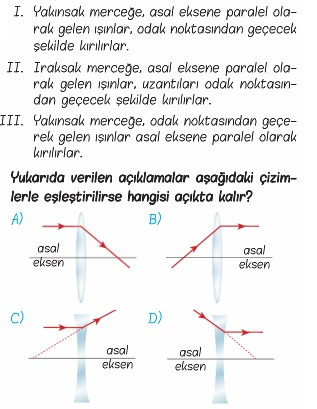 I. Yakınsak merceğe, asal eksene paralel ola-
rak gelen ışınlar, odak noktasından geçecek
şekilde kırılırlar.
II. Iraksak merceğe, asal eksene paralel ola-
rak gelen ışınlar, uzantıları odak noktasın-
dan geçecek şekilde kırılırlar.
III. Yakınsak merceğe, odak noktasından geçe-
rek gelen ışınlar asal eksene paralel olarak
kırılırlar.
Yukarıda verilen açıklamalar aşağıdaki çizim-
lerle eşleştirilirse hangisi açıkta kalır?
A)
asal
eksen
B)
asal
eksen
C)
asal
eksen
D)
asal
eksen